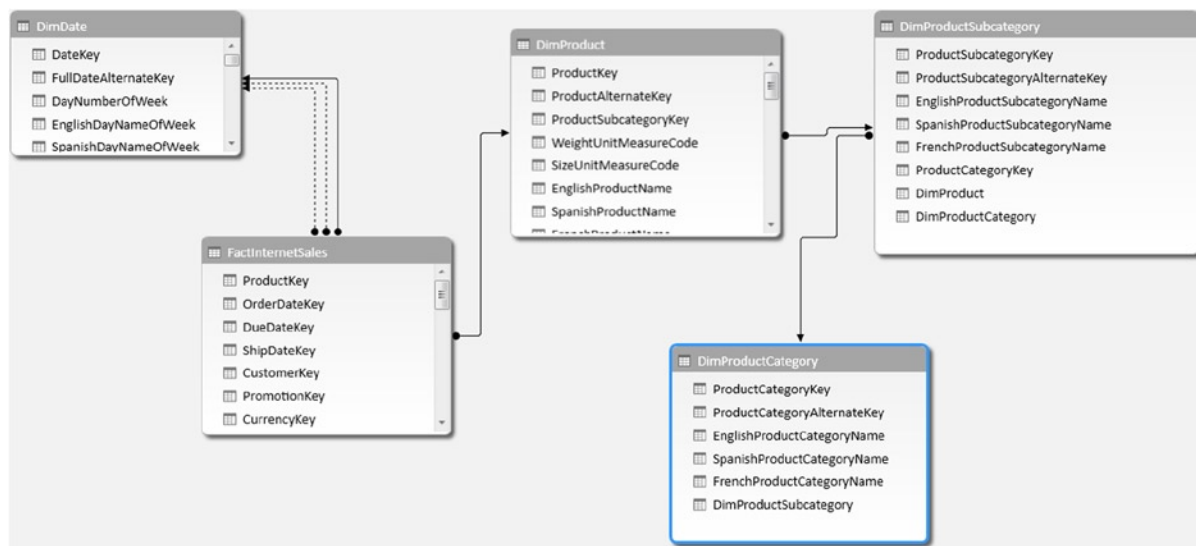 DimDate
DateKey
FullDateAlternateKey
DayNumberOfWeek
EnglishDayNameOfWeek
SpanishDayNameOfWeek
FactInternetSales
ProductKey
OrderDateKey
DueDateKey
ShipDateKey
CustomerKey
PromotionKey
CurrencyKey
DimProduct
ProductKey
ProductAlternateKey
ProductSubcategoryKey
WeightUnitMeasureCode
SizeUnitMeasureCode
EnglishProductName
SpanishProductName
FrenchProductName
DimProductSubcategory
ProductSubcategoryKey
ProductSubcategoryAlternateKey
EnglishProductSubcategoryName
SpanishProductSubcategoryName
FrenchProductSubcategoryName
ProductCategoryKey
DimProduct
DimProductCategory
DimProductCategory
ProductCategoryKey
ProductCategoryAlternateKey
EnglishProductCategoryName
SpanishProductCategoryName
FrenchProductCategoryName
DimProductSubcategory